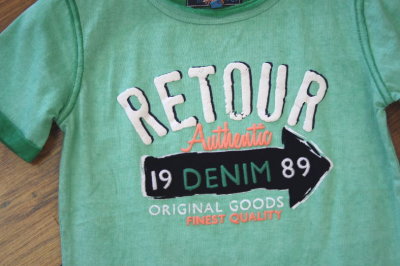 RETOUR
Authentic
19 DENIM 89
ORIGINAL GOODS
FINEST QUALITY